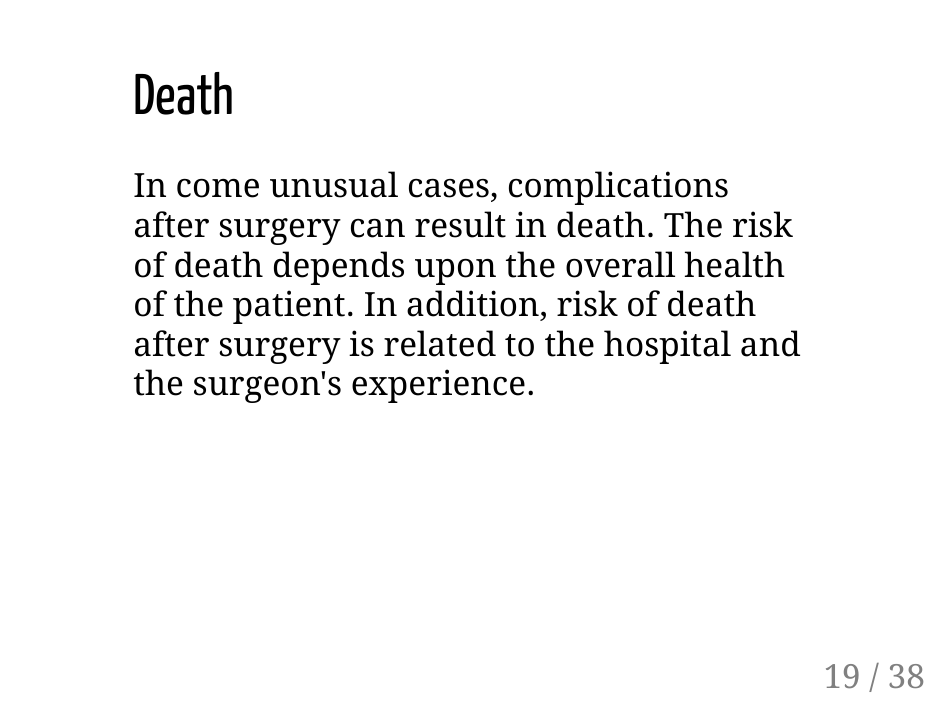 Death
In come unusual cases, complications
after surgery can result in death. The risk
of death depends upon the overall health
of the patient. In addition, risk of death
after surgery is related to the hospital and
the surgeon's experience.
19 / 38